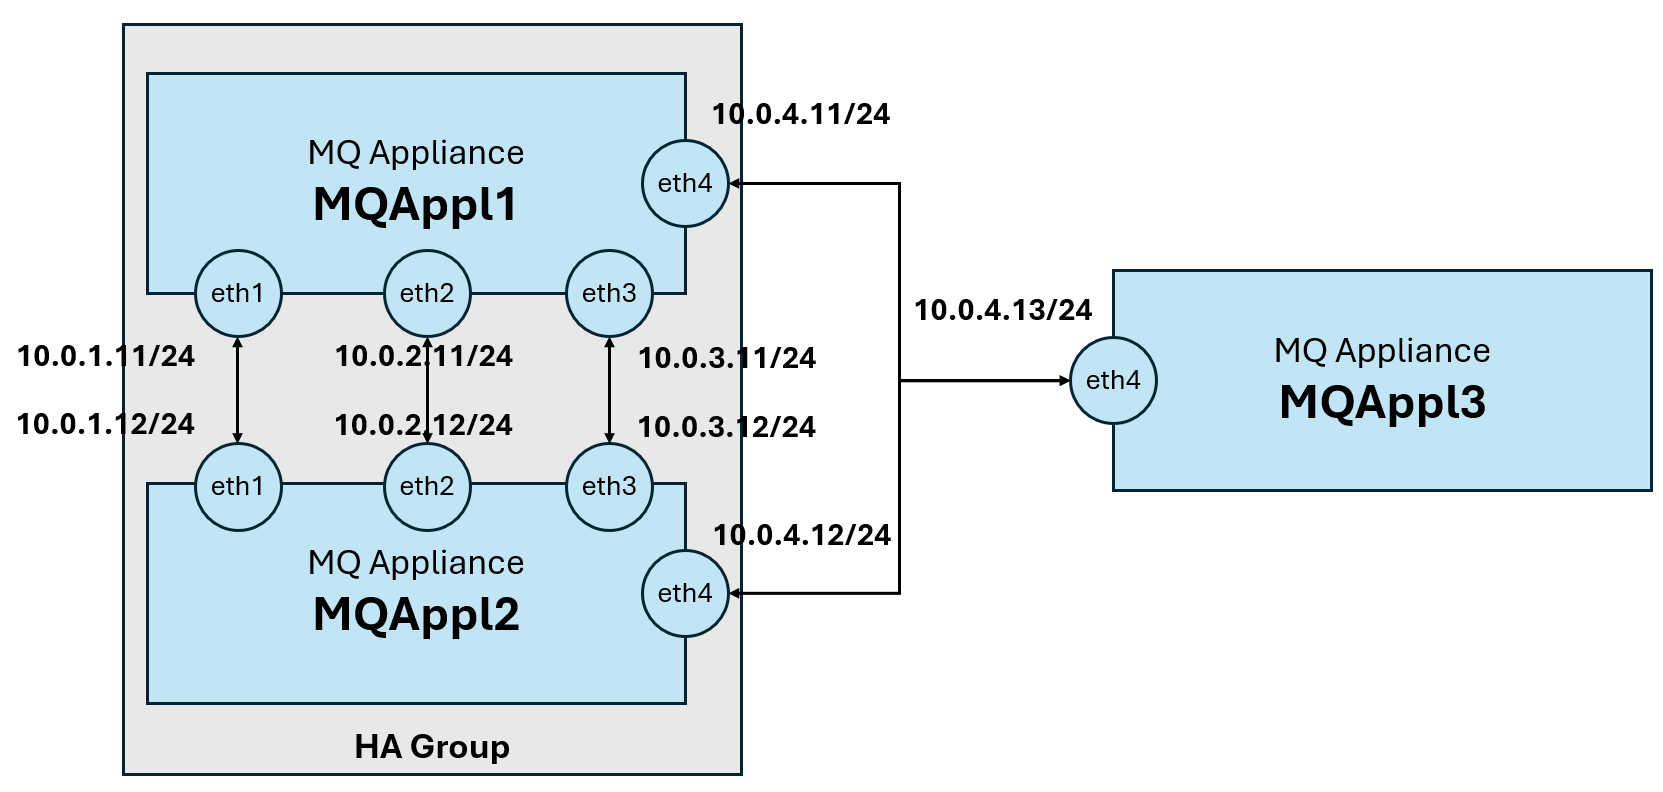 10.0.4.11/24
MQ Appliance
MQAppl1
eth4
eth1
eth2
eth3
10.0.1.11/24
10.0.2.11/24
10.0.3.11/24
10.0.1.12/24
10.0.2.12/24
10.0.3.12/24
eth1
eth2
eth3
10.0.4.12/24
MQ Appliance
MQAppl2
eth4
HA Group
10.0.4.13/24
eth4
MQ Appliance
MQAppl3